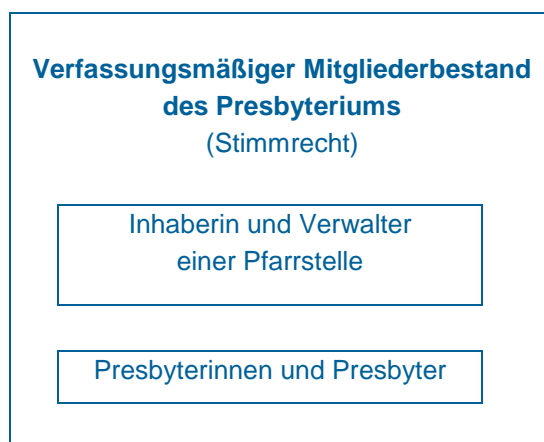 Verfassungsmäßiger Mitgliederbestand
des Presbyteriums
(Stimmrecht)
Inhaberin und Verwalter
einer Pfarrstelle
Presbyterinnen und Presbyter